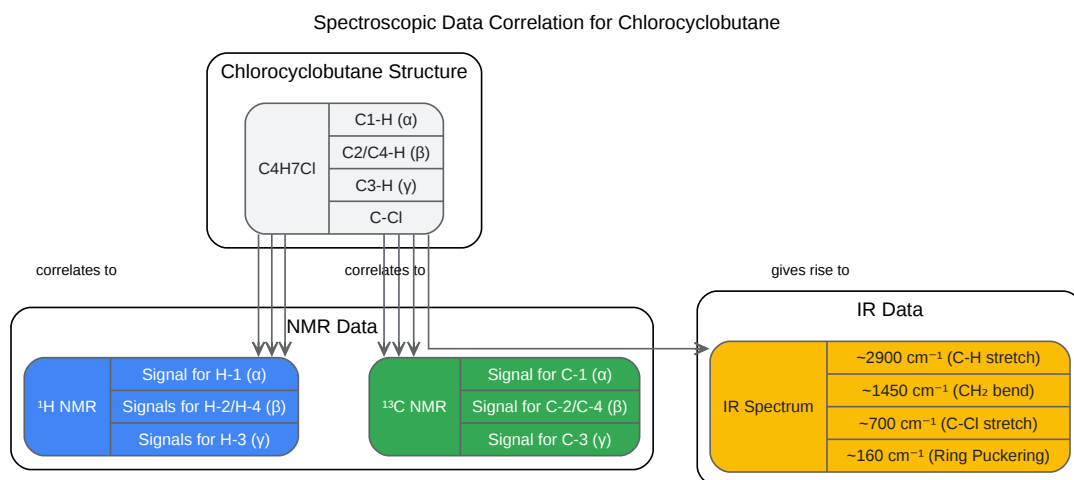 Spectroscopic Data Correlation for Chlorocyclobutane
Chlorocyclobutane Structure
C4H7Cl
C1-H (α)
C2/C4-H (β)
C3-H (γ)
C-Cl
correlates to
correlates to
gives rise to
NMR Data
¹H NMR
Signal for H-1 (α)
Signals for H-2/H-4 (β)
Signals for H-3 (γ)
¹³C NMR
Signal for C-1 (α)
Signal for C-2/C-4 (β)
Signal for C-3 (γ)
IR Data
IR Spectrum
~2900 cm⁻¹ (C-H stretch)
~1450 cm⁻¹ (CH₂ bend)
~700 cm⁻¹ (C-Cl stretch)
~160 cm⁻¹ (Ring Puckering)